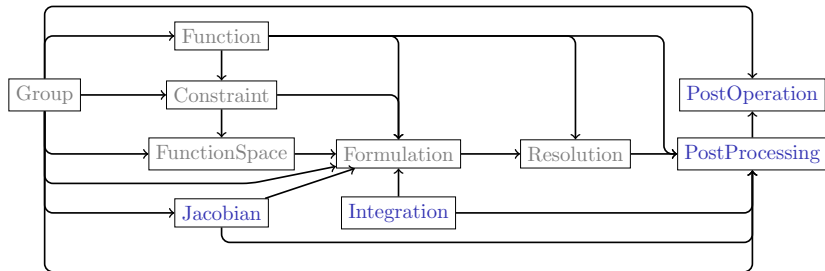 Function
Group
Constraint
PostOperation
FunctionSpace
Formulation
Resolution
PostProcessing
Jacobian
Integration